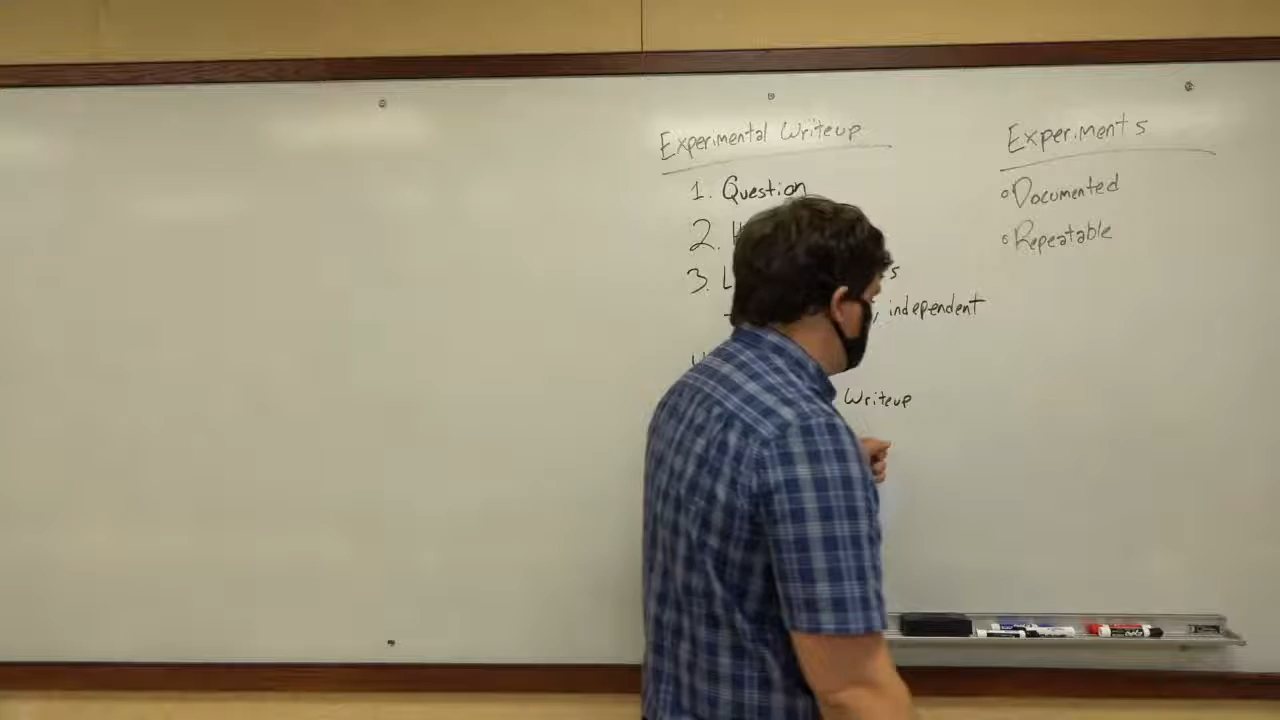 Experimental Writeup
1. Question
2. H
3. L s
, independent
Writeup
Experiments
Documented
Repeatable